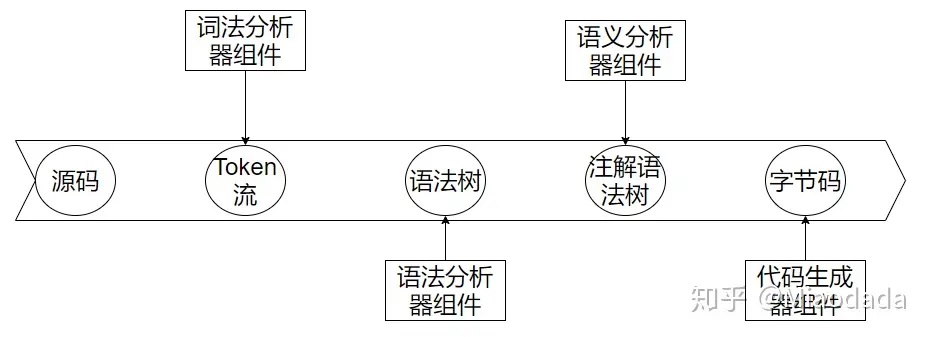 词法分析
器组件
语义分析
器组件
源码
Token
流
语法树
注解语
法树
字节码
语法分析
器组件
代码生成
器组件
知乎 @Miaodada